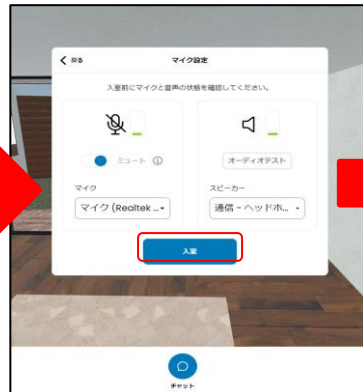 戻る
マイク設定
入室前にマイクと音声の状態を確認してください。
ミュート
オーディオテスト
マイク
スピーカー
マイク (Realtek ...
通信 - ヘッドホ...
入室
チャット